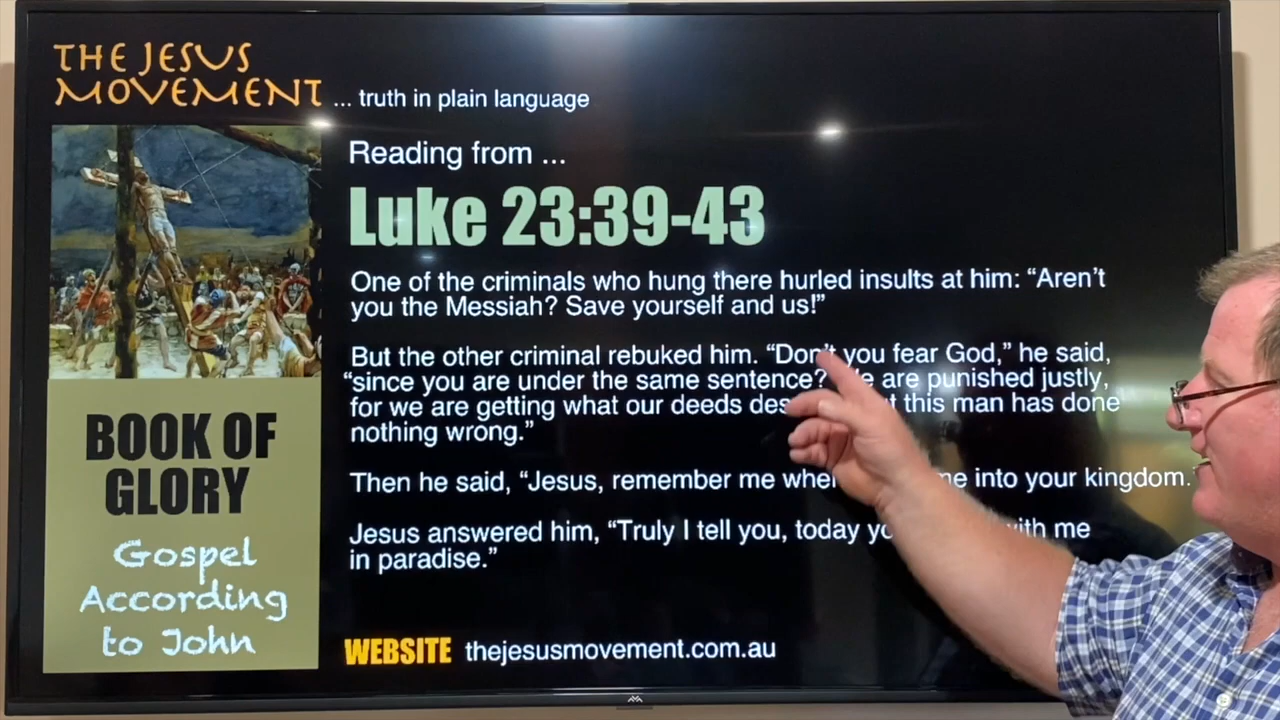 THE JESUS
MOVEMENT ... truth in plain language
Reading from ...
Luke 23:39-43
One of the criminals who hung there hurled insults at him: “Aren’t
you the Messiah? Save yourself and us!”
But the other criminal rebuked him. “Don’t you fear God,” he said,
“since you are under the same sentence? are punished justly,
for we are getting what our deeds this man has done
nothing wrong.”
Then he said, “Jesus, remember me into your kingdom.
Jesus answered him, “Truly I tell you, today with me
in paradise.”
BOOK OF
GLORY
Gospel
According
to John
WEBSITE thejesusmovement.com.au